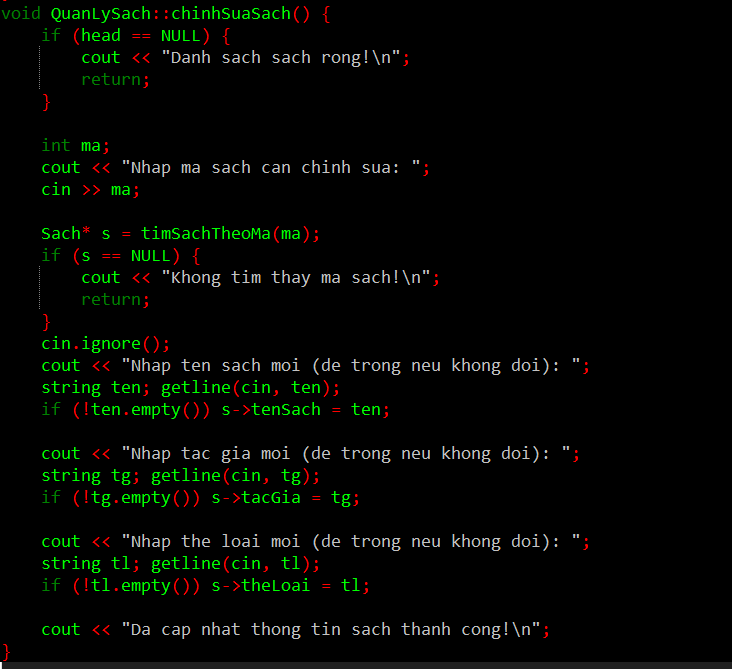 void QuanLySach::chinhSuaSach() {
    if (head == NULL) {
        cout << "Danh sach sach rong!\n";
        return;
    }

    int ma;
    cout << "Nhap ma sach can chinh sua: ";
    cin >> ma;

    Sach* s = timSachTheoMa(ma);
    if (s == NULL) {
        cout << "Khong tim thay ma sach!\n";
        return;
    }
    cin.ignore();
    cout << "Nhap ten sach moi (de trong neu khong doi): ";
    string ten; getline(cin, ten);
    if (!ten.empty()) s->tenSach = ten;

    cout << "Nhap tac gia moi (de trong neu khong doi): ";
    string tg; getline(cin, tg);
    if (!tg.empty()) s->tacGia = tg;

    cout << "Nhap the loai moi (de trong neu khong doi): ";
    string tl; getline(cin, tl);
    if (!tl.empty()) s->theLoai = tl;

    cout << "Da cap nhat thong tin sach thanh cong!\n";
}